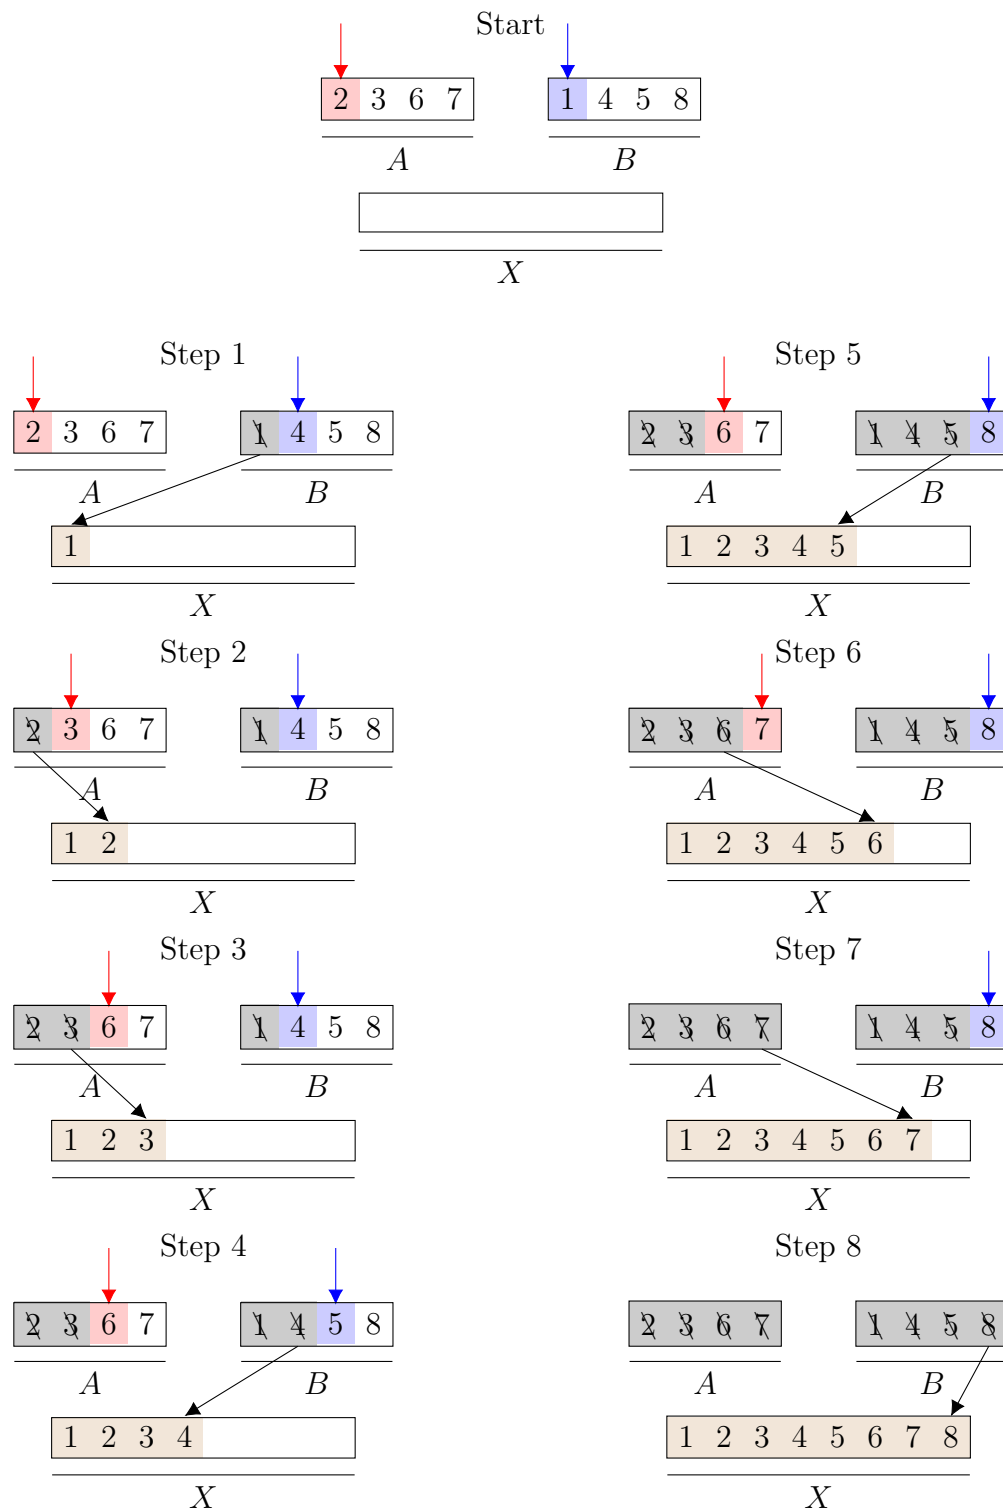 Start
2 3 6 7
1 4 5 8
A
B
X
Step 1
2 3 6 7
1 4 5 8
A
B
1
X
Step 2
2 3 6 7
1 4 5 8
A
B
1 2
X
Step 3
2 3 6 7
1 4 5 8
A
B
1 2 3
X
Step 4
2 3 6 7
1 4 5 8
A
B
1 2 3 4
X
Step 5
2 3 6 7
1 4 5 8
A
B
1 2 3 4 5
X
Step 6
2 3 6 7
1 4 5 8
A
B
1 2 3 4 5 6
X
Step 7
2 3 6 7
1 4 5 8
A
B
1 2 3 4 5 6 7
X
Step 8
2 3 6 7
1 4 5 8
A
B
1 2 3 4 5 6 7 8
X